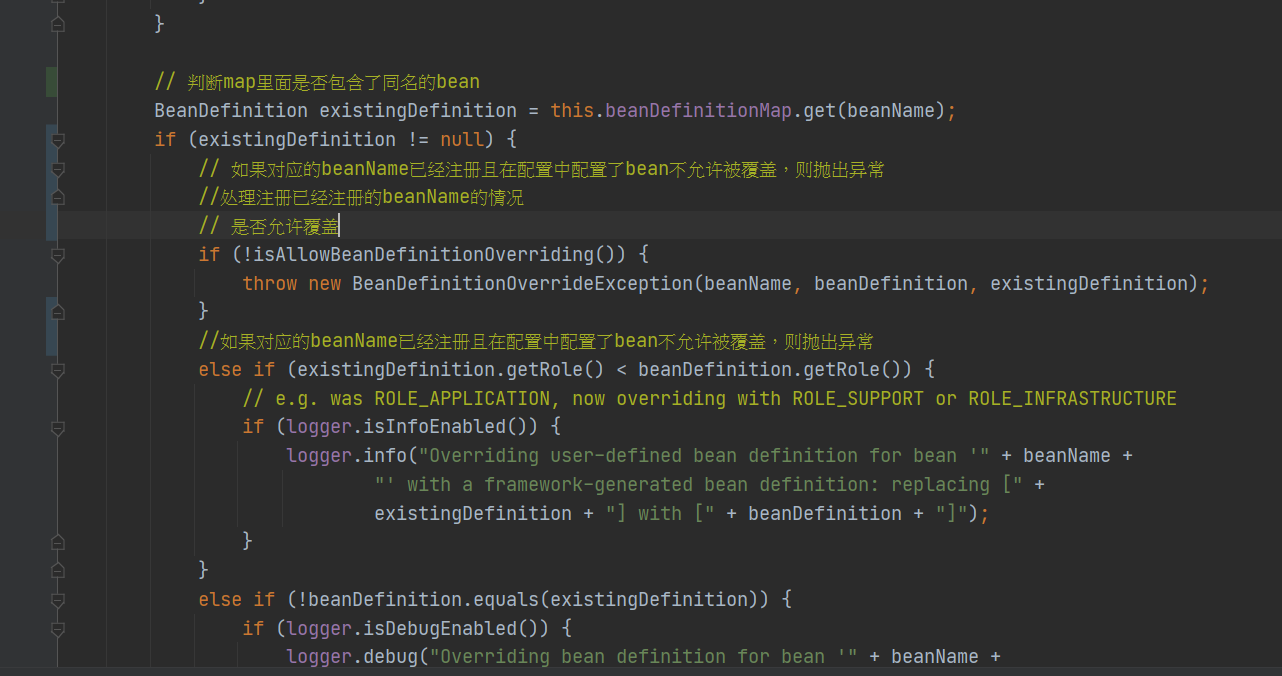 }
// 判断map里面是否包含了同名的bean
BeanDefinition existingDefinition = this.beanDefinitionMap.get(beanName);
if (existingDefinition != null) {
// 如果对应的beanName已经注册且在配置中配置了bean不允许被覆盖，则抛出异常
//处理注册已经注册的beanName的情况
// 是否允许覆盖
if (!isAllowBeanDefinitionOverriding()) {
throw new BeanDefinitionOverrideException(beanName, beanDefinition, existingDefinition);
}
//如果对应的beanName已经注册且在配置中配置了bean不允许被覆盖，则抛出异常
else if (existingDefinition.getRole() < beanDefinition.getRole()) {
// e.g. was ROLE_APPLICATION, now overriding with ROLE_SUPPORT or ROLE_INFRASTRUCTURE
if (logger.isInfoEnabled()) {
logger.info("Overriding user-defined bean definition for bean '" + beanName +
"' with a framework-generated bean definition: replacing [" +
existingDefinition + "] with [" + beanDefinition + "]");
}
}
else if (!beanDefinition.equals(existingDefinition)) {
if (logger.isDebugEnabled()) {
logger.debug("Overriding bean definition for bean '" + beanName +